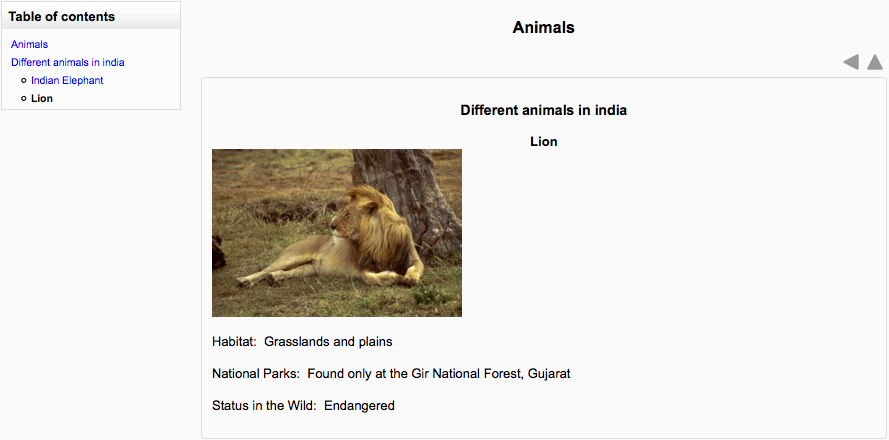 Table of contents
Animals
Different animals in india
Indian Elephant
Lion
Animals
Different animals in india
Lion
Habitat: Grasslands and plains
National Parks: Found only at the Gir National Forest, Gujarat
Status in the Wild: Endangered